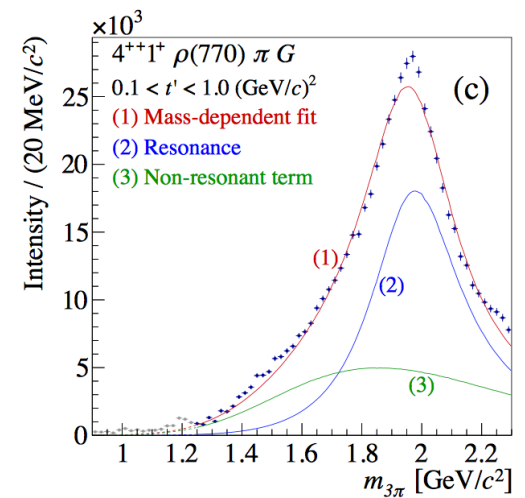 ×10³
4⁺⁺1⁺ ρ(770) π G
0.1 < t' < 1.0 (GeV/c)²
(c)
(1) Mass-dependent fit
(2) Resonance
(3) Non-resonant term
Intensity / (20 MeV/c²)
25
20
15
10
5
0
(1)
(2)
(3)
1 1.2 1.4 1.6 1.8 2 2.2
m₃π [GeV/c²]